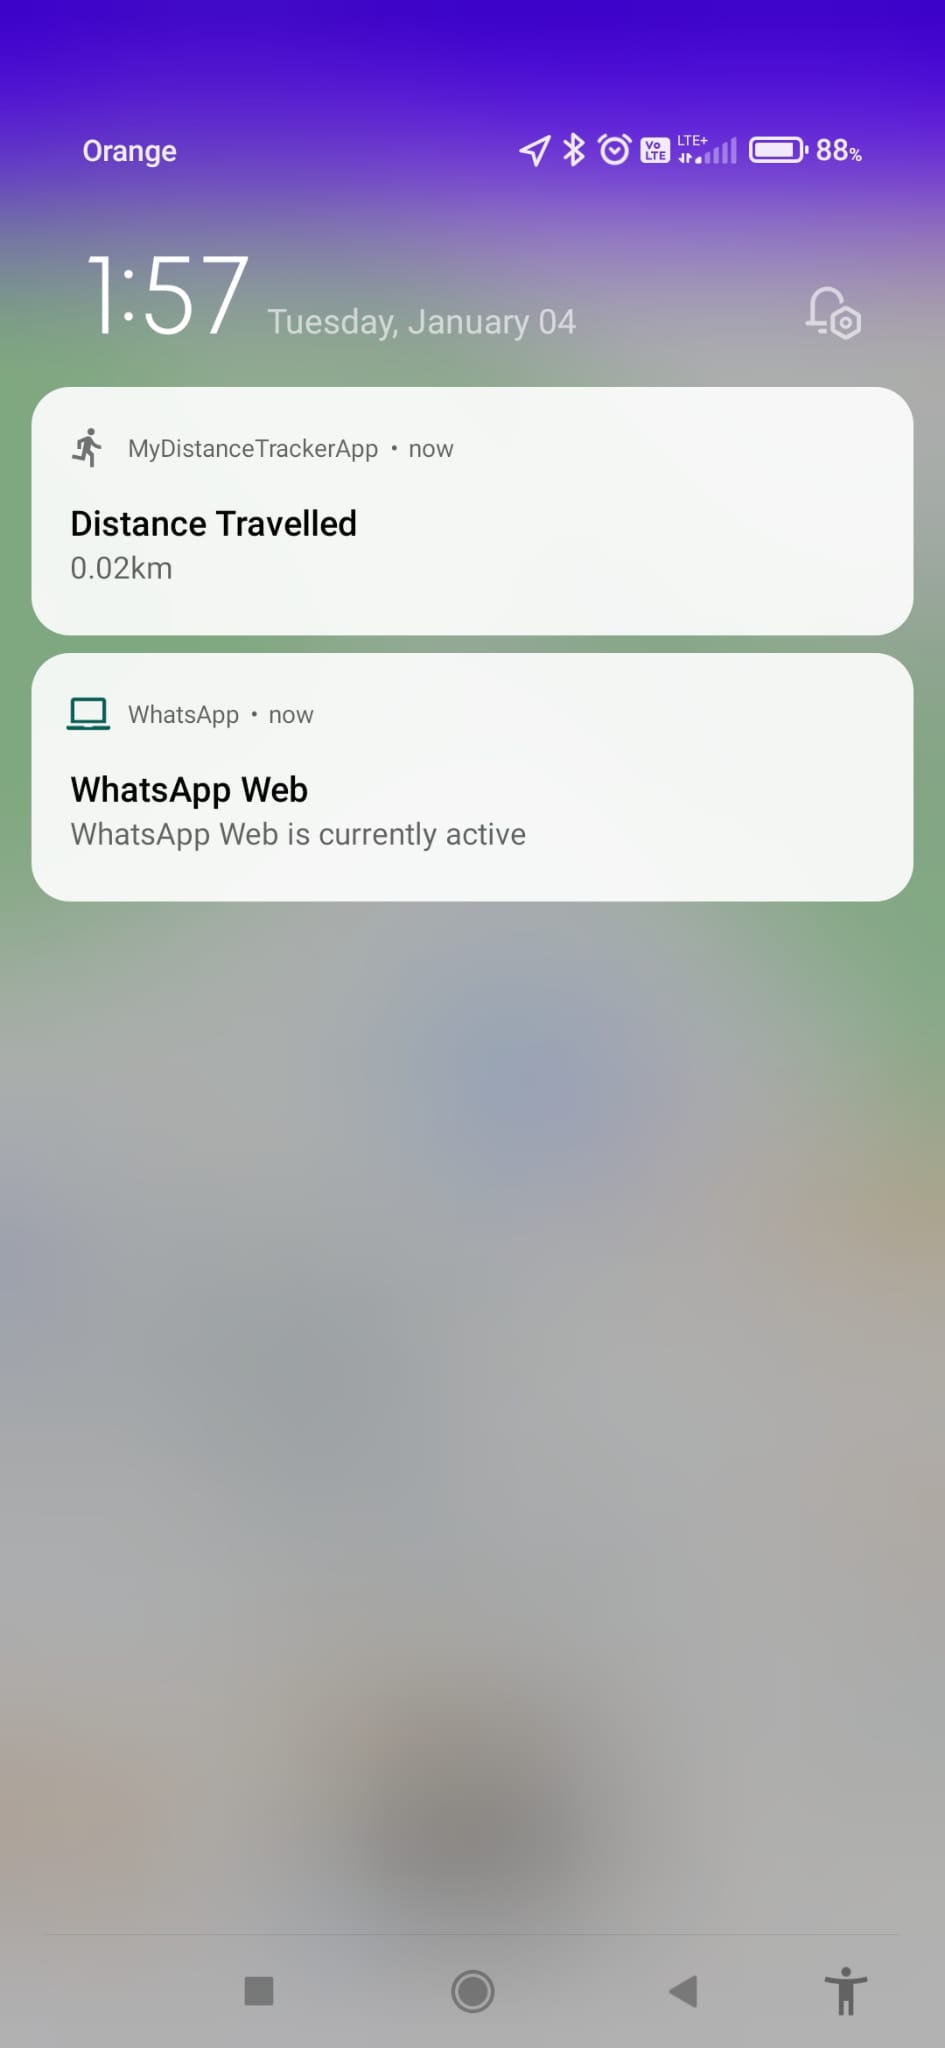 Orange
Vo LTE LTE+ 88%
1:57 Tuesday, January 04
MyDistanceTrackerApp • now
Distance Travelled
0.02km
WhatsApp • now
WhatsApp Web
WhatsApp Web is currently active